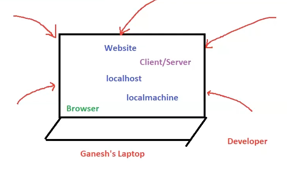 Website
Client/Server
localhost
localmachine
Browser
Developer
Ganesh's Laptop